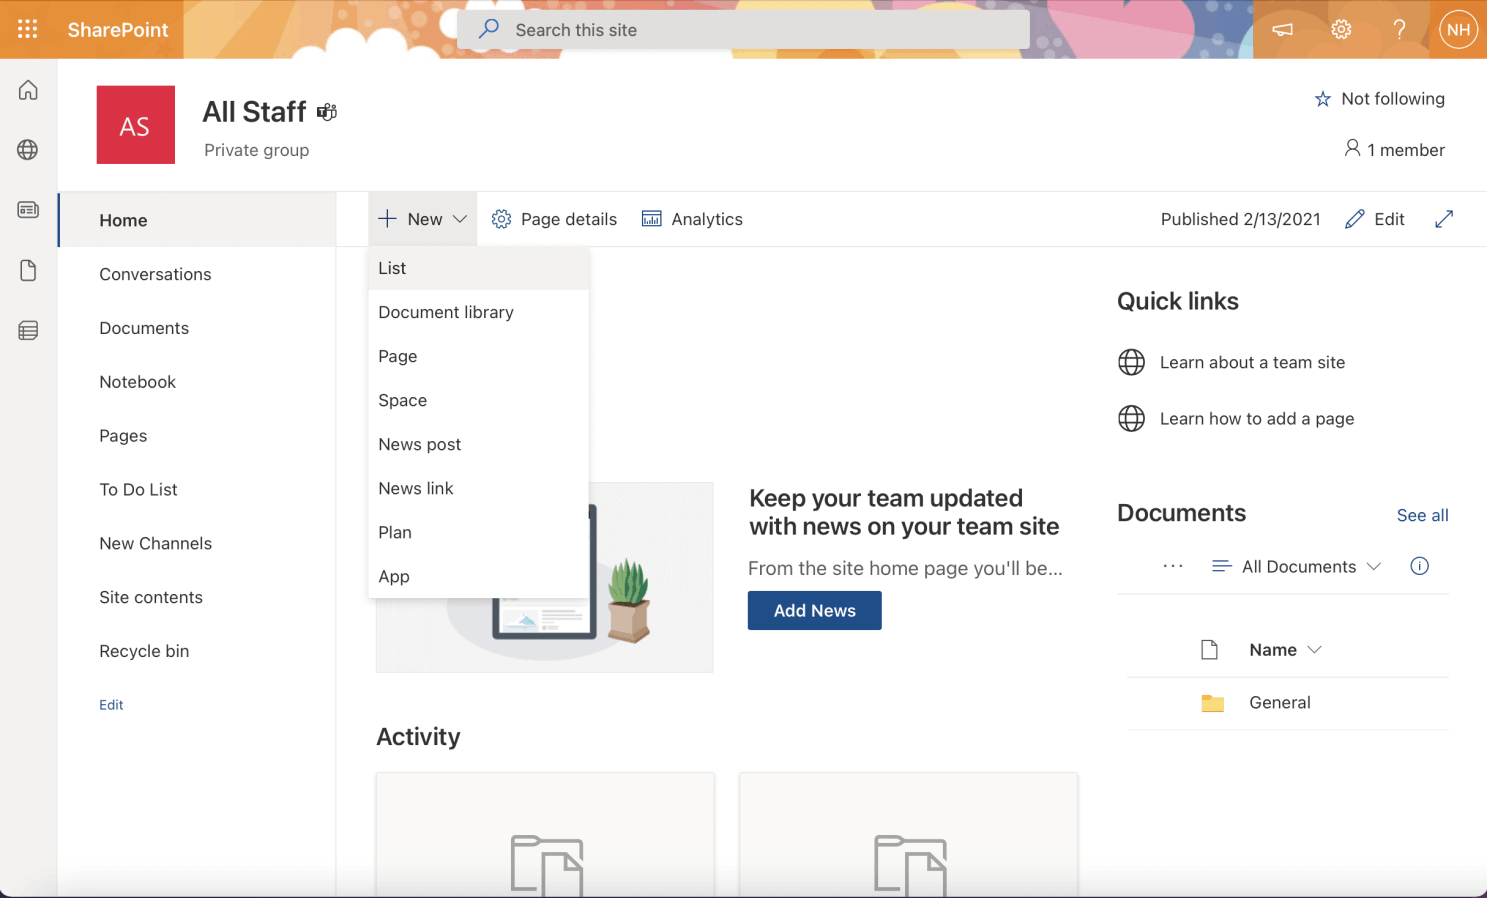 SharePoint
Search this site
NH
AS
All Staff
Private group
Not following
1 member
Home
Conversations
Documents
Notebook
Pages
To Do List
New Channels
Site contents
Recycle bin
Edit
New
Page details
Analytics
Published 2/13/2021
Edit
List
Document library
Page
Space
News post
News link
Plan
App
Keep your team updated
with news on your team site
From the site home page you'll be...
Add News
Activity
Quick links
Learn about a team site
Learn how to add a page
Documents
See all
All Documents
Name
General